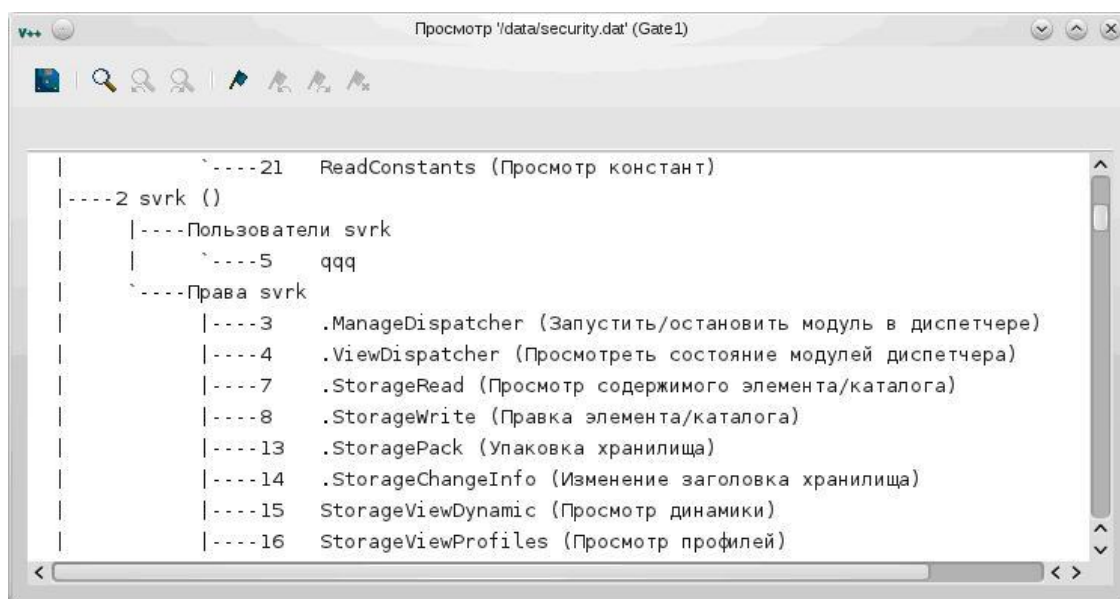 V++ Просмотр '/data/security.dat' (Gate1)
|         `----21   ReadConstants (Просмотр констант)
|----2 svrk ()
|    |----Пользователи svrk
|    |    `----5    qqq
|    `----Права svrk
|         |----3    .ManageDispatcher (Запустить/остановить модуль в диспетчере)
|         |----4    .ViewDispatcher (Просмотреть состояние модулей диспетчера)
|         |----7    .StorageRead (Просмотр содержимого элемента/каталога)
|         |----8    .StorageWrite (Правка элемента/каталога)
|         |----13   .StoragePack (Упаковка хранилища)
|         |----14   .StorageChangeInfo (Изменение заголовка хранилища)
|         |----15   StorageViewDynamic (Просмотр динамики)
|         |----16   StorageViewProfiles (Просмотр профилей)